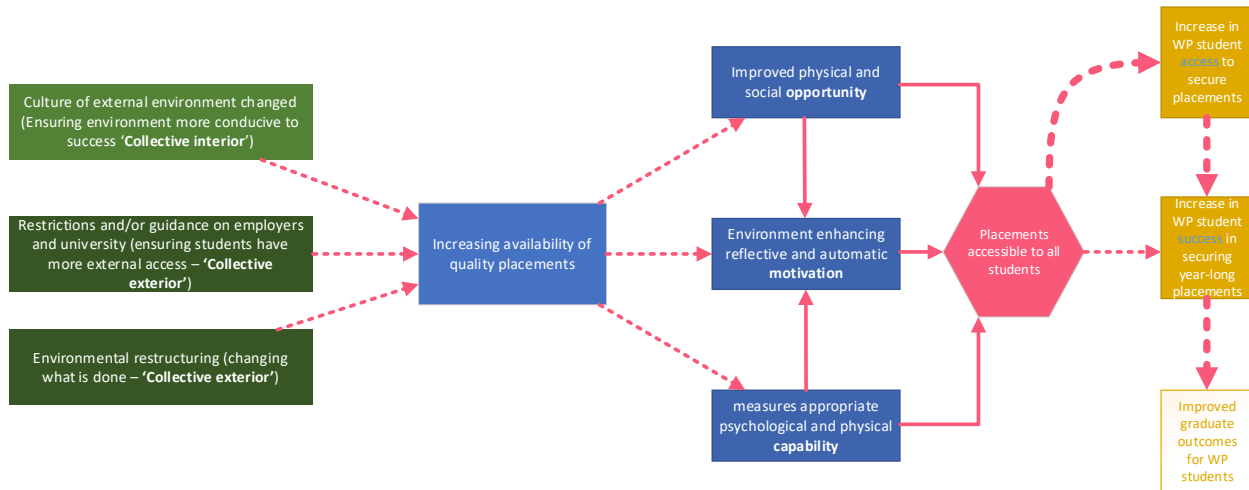 Culture of external environment changed
(Ensuring environment more conducive to
success ‘Collective interior’)
Restrictions and/or guidance on employers
and university (ensuring students have
more external access – ‘Collective
exterior’)
Environmental restructuring (changing
what is done – ‘Collective exterior’)
Increasing availability of
quality placements
Improved physical and
social opportunity
Environment enhancing
reflective and automatic
motivation
measures appropriate
psychological and physical
capability
Placements
accessible to all
students
Increase in
WP student
access to
secure
placements
Increase in
WP student
success in
securing
year-long
placements
Improved
graduate
outcomes
for WP
students